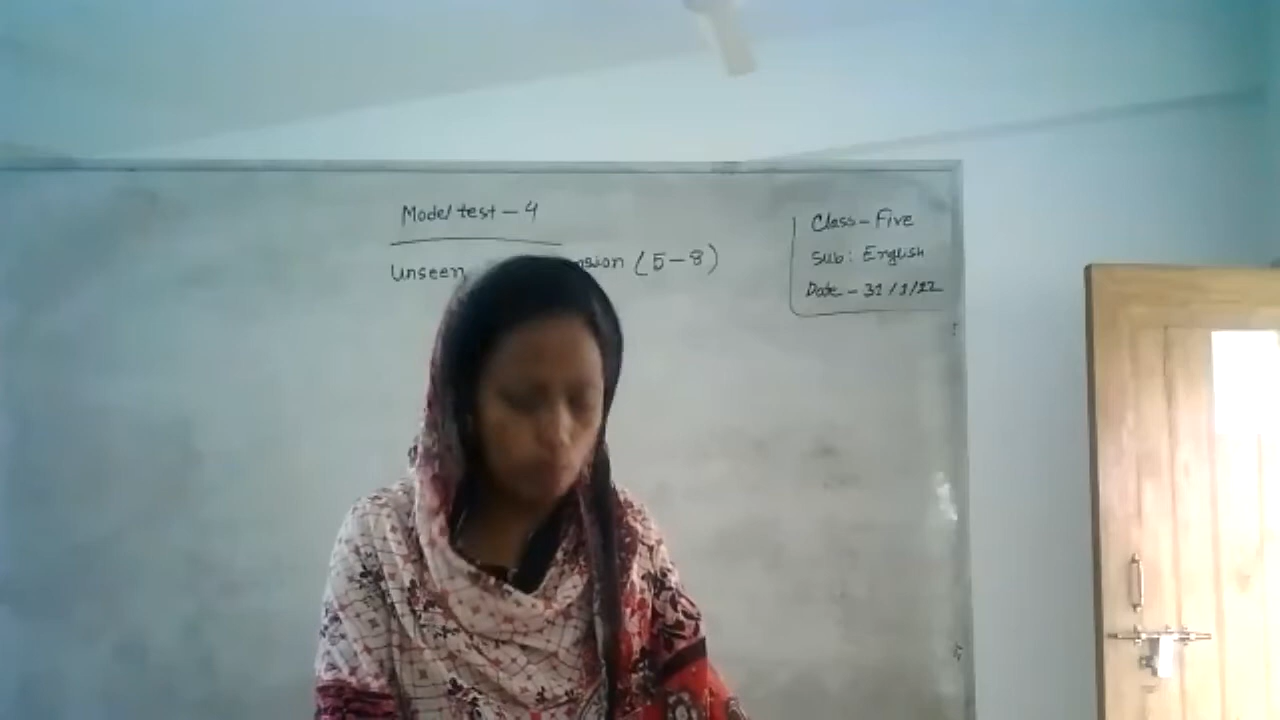 Model test - 4
Unseen (5-8)
Class - Five
Sub: English
Date - 31/1/22